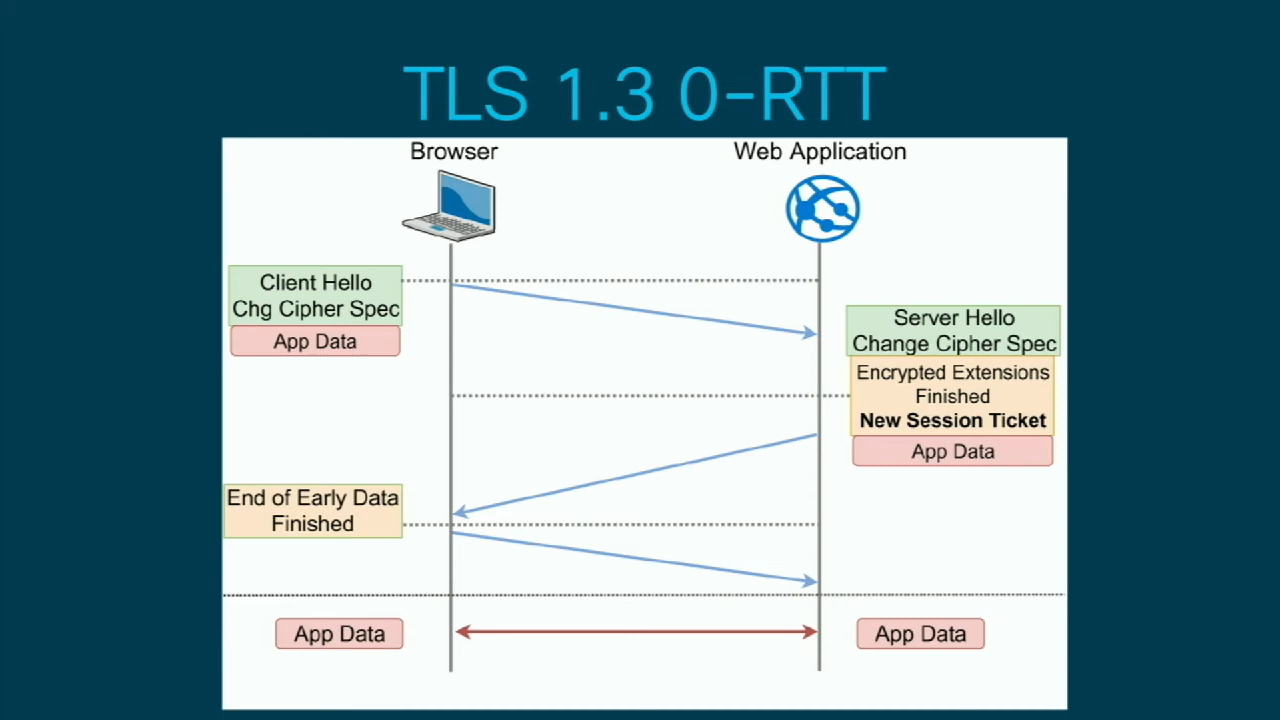 TLS 1.3 0-RTT
Browser
Web Application
Client Hello
Chg Cipher Spec
App Data
Server Hello
Change Cipher Spec
Encrypted Extensions
Finished
New Session Ticket
App Data
End of Early Data
Finished
App Data
App Data